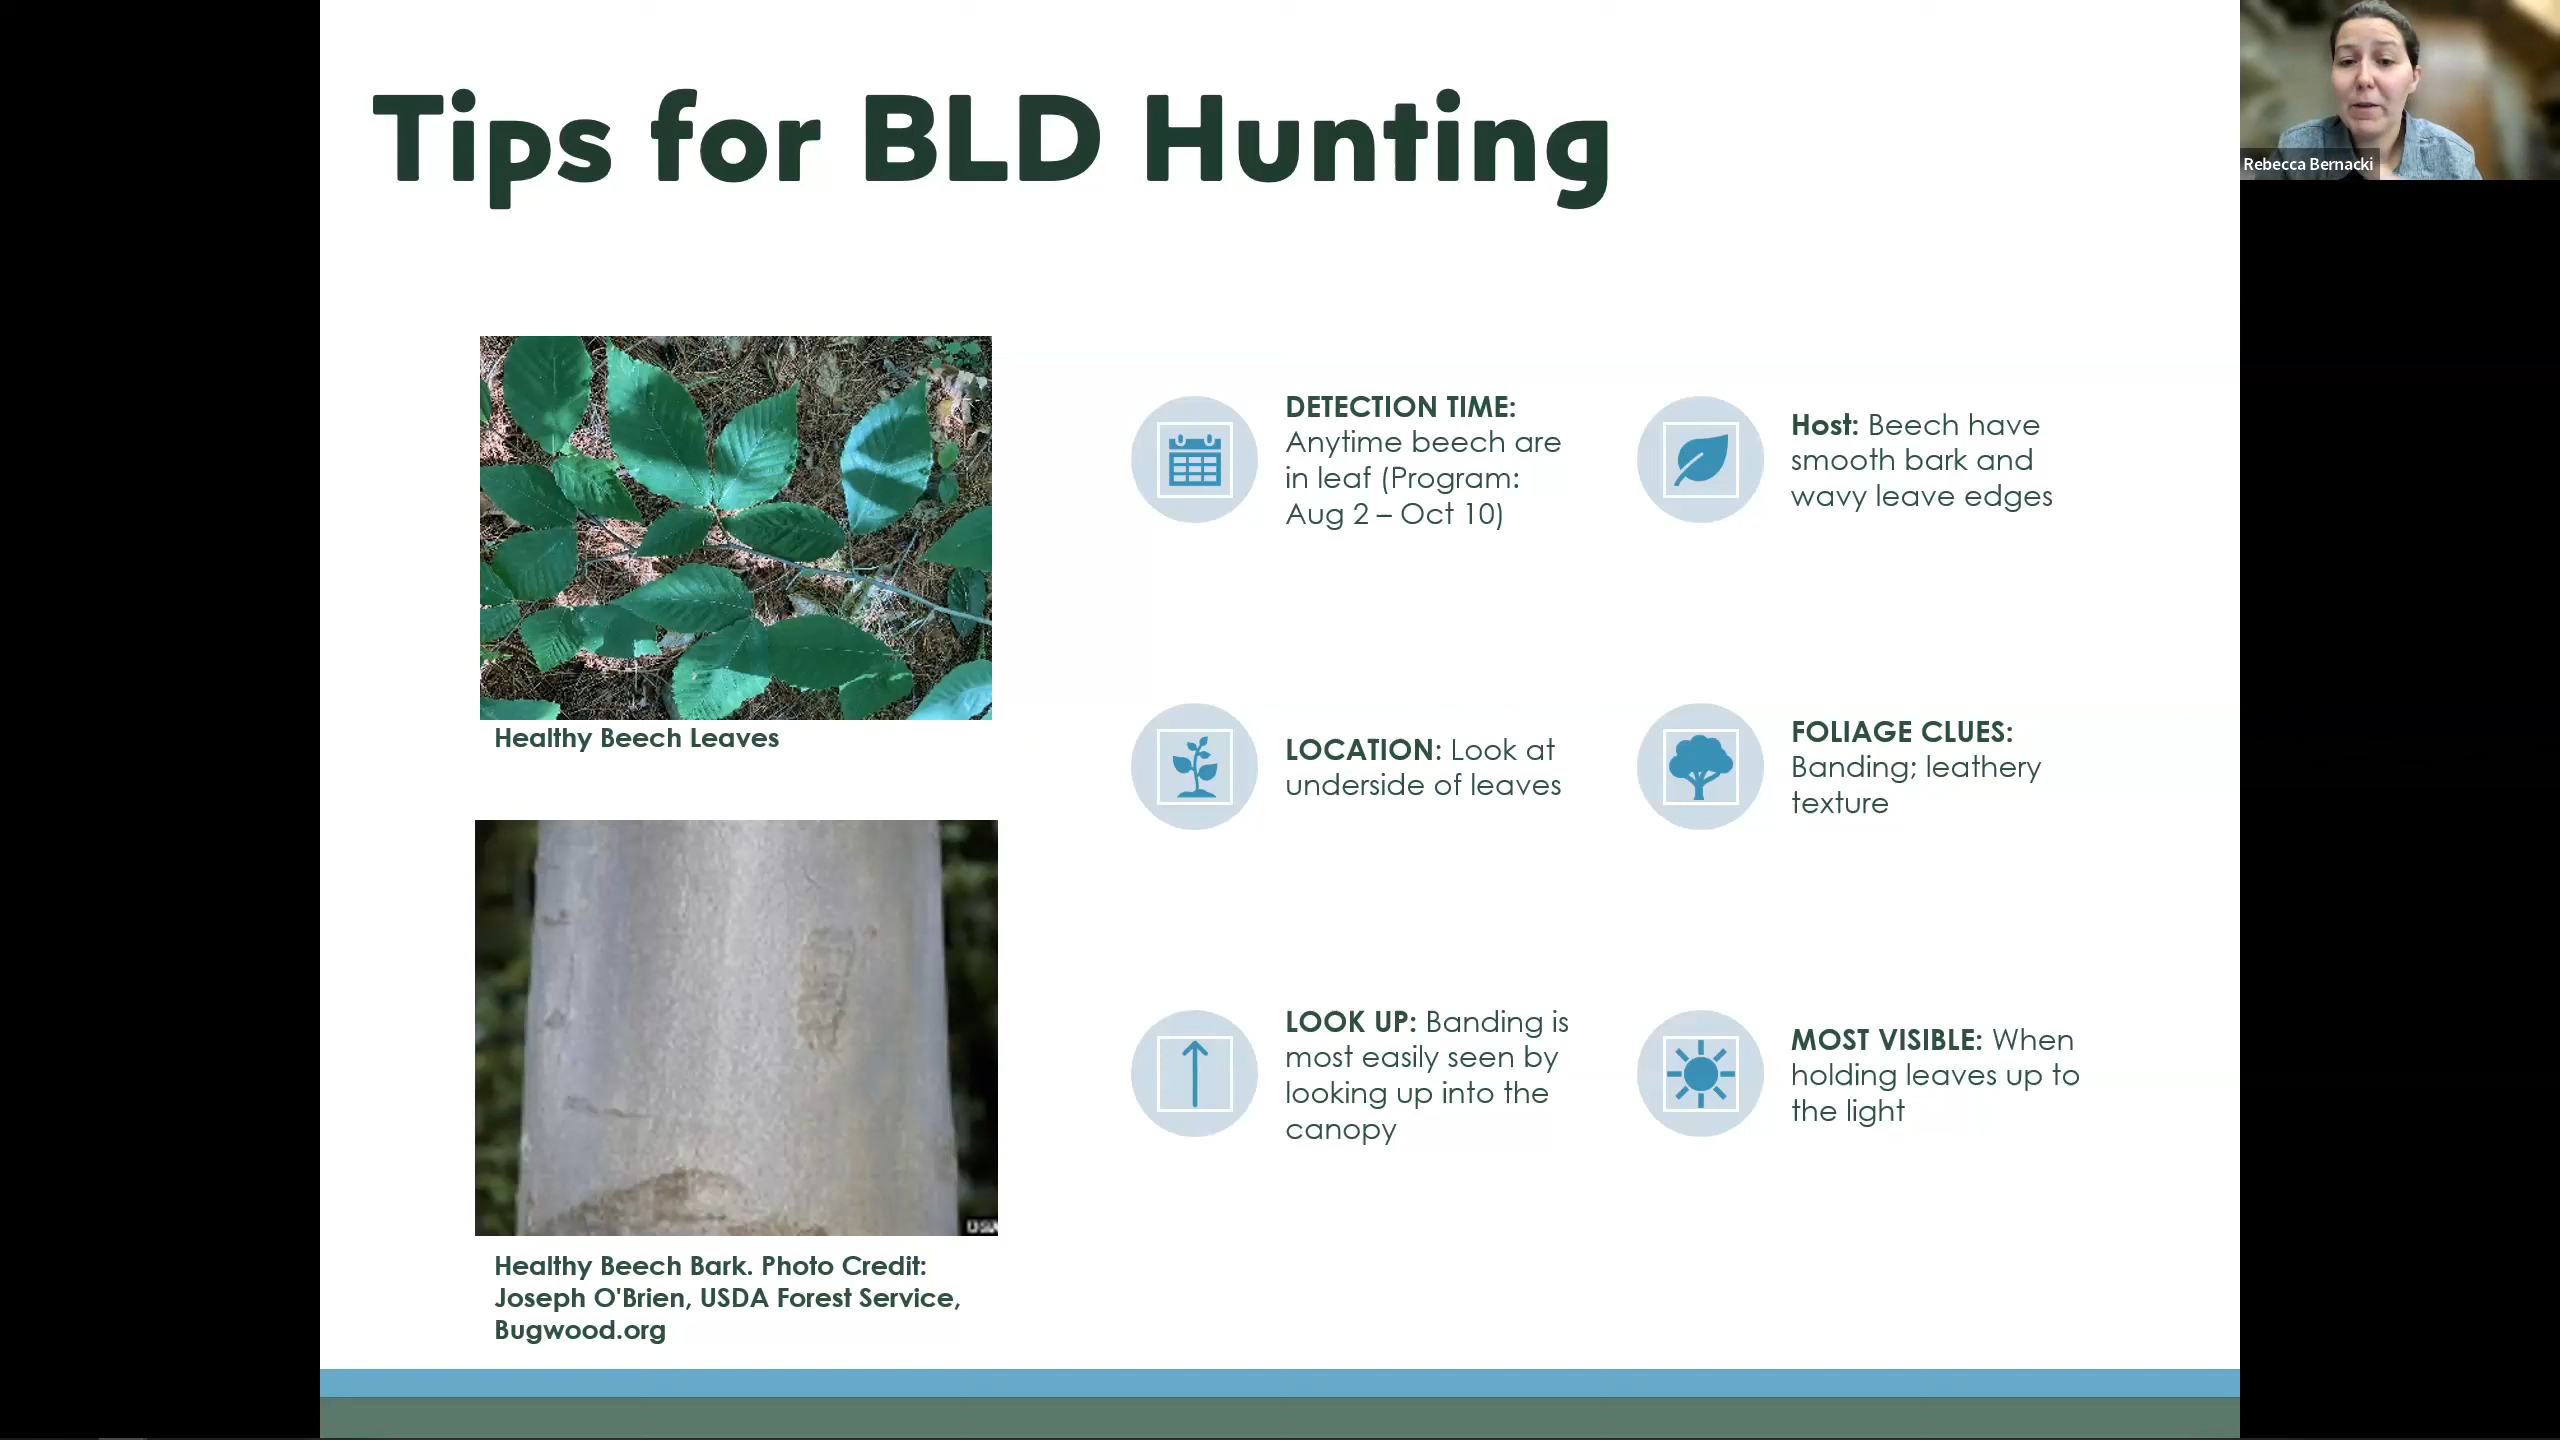 Tips for BLD Hunting
Rebecca Bernacki
Healthy Beech Leaves
Healthy Beech Bark. Photo Credit:
Joseph O'Brien, USDA Forest Service,
Bugwood.org
DETECTION TIME:
Anytime beech are
in leaf (Program:
Aug 2 – Oct 10)
Host: Beech have
smooth bark and
wavy leave edges
LOCATION: Look at
underside of leaves
FOLIAGE CLUES:
Banding; leathery
texture
LOOK UP: Banding is
most easily seen by
looking up into the
canopy
MOST VISIBLE: When
holding leaves up to
the light